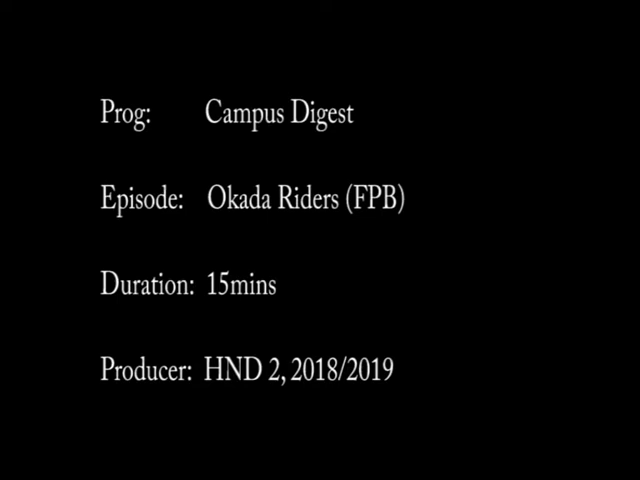 Prog: Campus Digest
Episode: Okada Riders (FPB)
Duration: 15mins
Producer: HND 2, 2018/2019